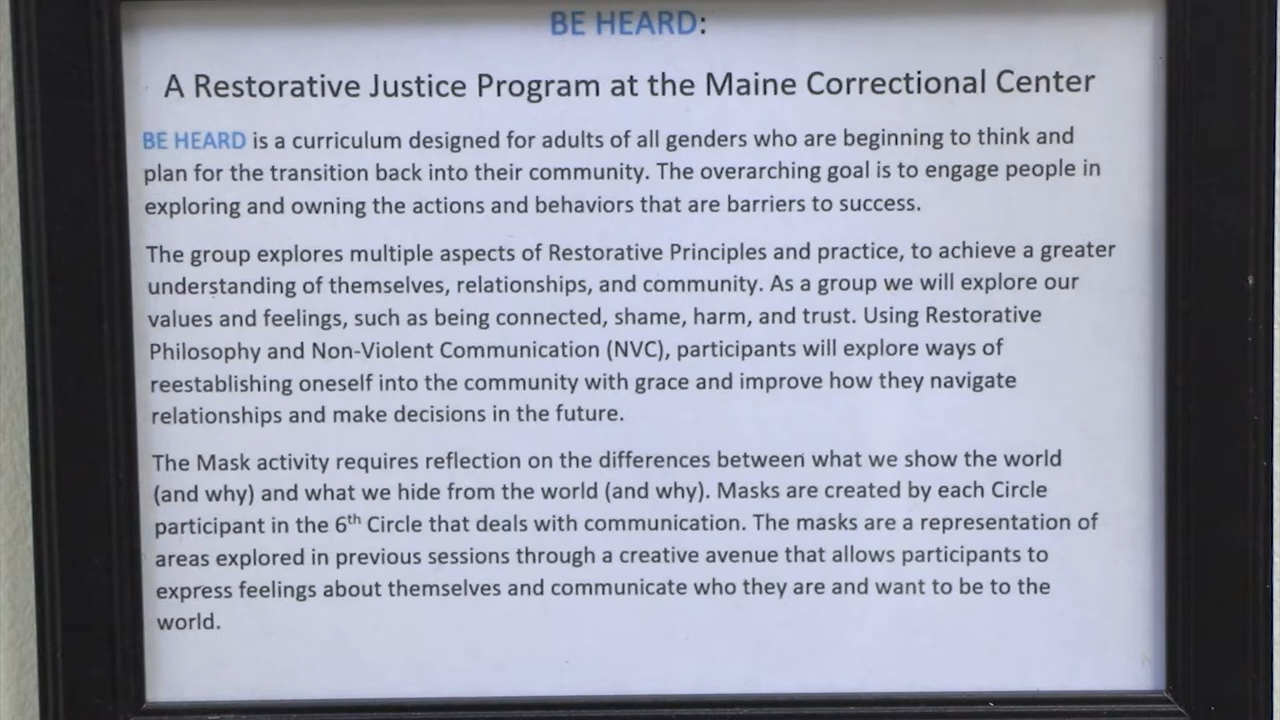 BE HEARD:
A Restorative Justice Program at the Maine Correctional Center
BE HEARD is a curriculum designed for adults of all genders who are beginning to think and
plan for the transition back into their community. The overarching goal is to engage people in
exploring and owning the actions and behaviors that are barriers to success.
The group explores multiple aspects of Restorative Principles and practice, to achieve a greater
understanding of themselves, relationships, and community. As a group we will explore our
values and feelings, such as being connected, shame, harm, and trust. Using Restorative
Philosophy and Non-Violent Communication (NVC), participants will explore ways of
reestablishing oneself into the community with grace and improve how they navigate
relationships and make decisions in the future.
The Mask activity requires reflection on the differences between what we show the world
(and why) and what we hide from the world (and why). Masks are created by each Circle
participant in the 6th Circle that deals with communication. The masks are a representation of
areas explored in previous sessions through a creative avenue that allows participants to
express feelings about themselves and communicate who they are and want to be to the
world.